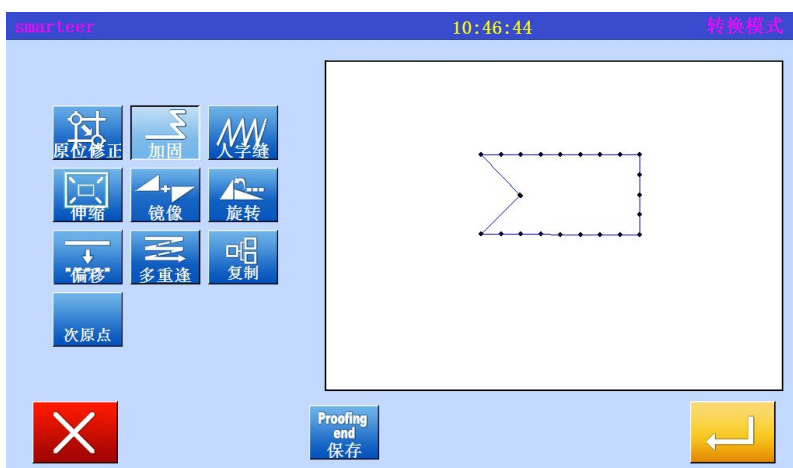 smarteer 10:46:44 转换模式
原位修正 加固 人字缝
伸缩 镜像 旋转
"偏移" 多重逢 复制
次原点
Proofing
end
保存